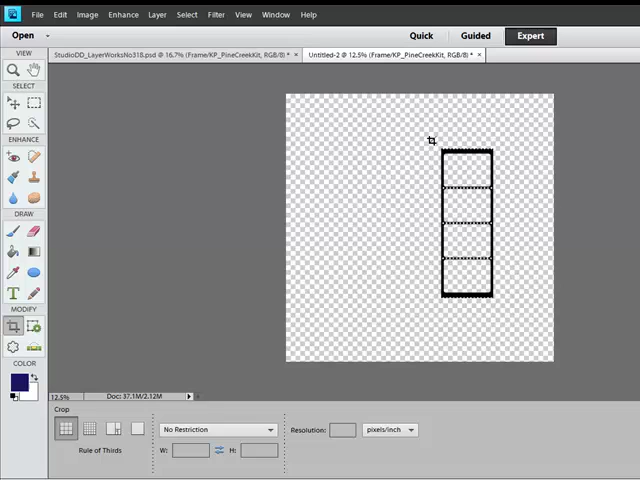 File Edit Image Enhance Layer Select Filter View Window Help
Open Quick Guided Expert
VIEW StudioDD_LayerWorksNo318.psd @ 16.7% (Frame/KP_PineCreekKit, RGB/8) * × Untitled-2 @ 12.5% (Frame/KP_PineCreekKit, RGB/8) * ×
SELECT
ENHANCE
DRAW
T
MODIFY
COLOR
12.5% Doc: 37.1M/2.12M
Crop
No Restriction Resolution: pixels/inch
Rule of Thirds W: H: